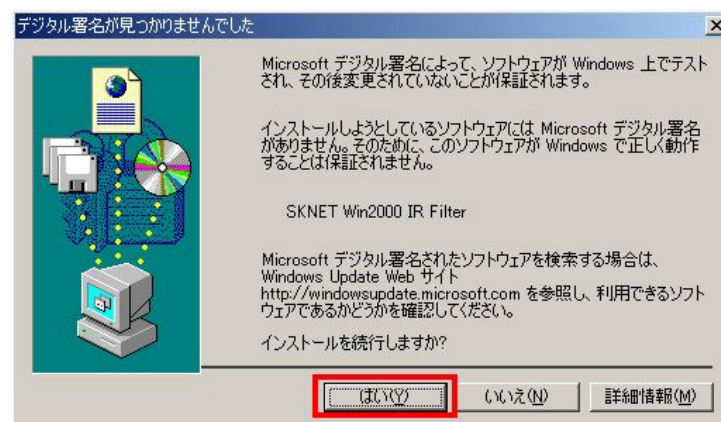 デジタル署名が見つかりませんでした
Microsoft デジタル署名によって、ソフトウェアが Windows 上でテスト
され、その後変更されていないことが保証されます。
インストールしようとしているソフトウェアには Microsoft デジタル署名
がありません。そのために、このソフトウェアが Windows で正しく動作
することは保証されません。
SKNET Win2000 IR Filter
Microsoft デジタル署名されたソフトウェアを検索する場合は、
Windows Update Web サイト
http://windowsupdate.microsoft.com を参照し、利用できるソフト
ウェアであるかどうかを確認してください。
インストールを続行しますか?
はい(Y) いいえ(N) 詳細情報(M)